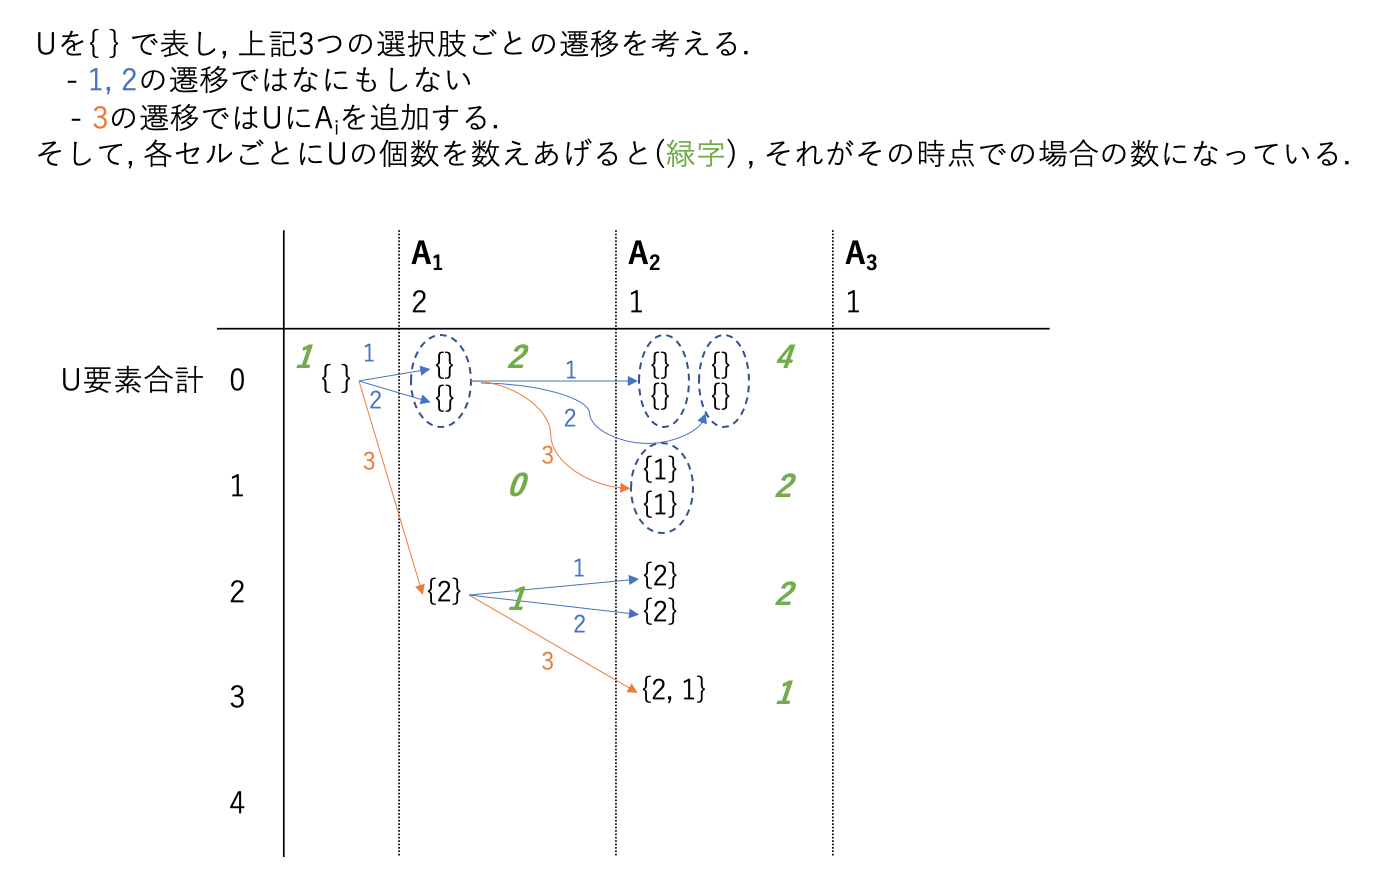 Uを{ } で表し, 上記3つの選択肢ごとの遷移を考える.
- 1, 2の遷移ではなにもしない
- 3の遷移ではUにAiを追加する.
そして, 各セルごとにUの個数を数えあげると(緑字) , それがその時点での場合の数になっている.
A1 A2 A3
2 1 1
U要素合計 0 1 { } 1 2 {} {} 2 1 2 {} {} {} {} 4
3 3
1 0 {1} {1} 2
2 {2} 1 1 2 {2} {2} 2
3 3 {2, 1} 1
4